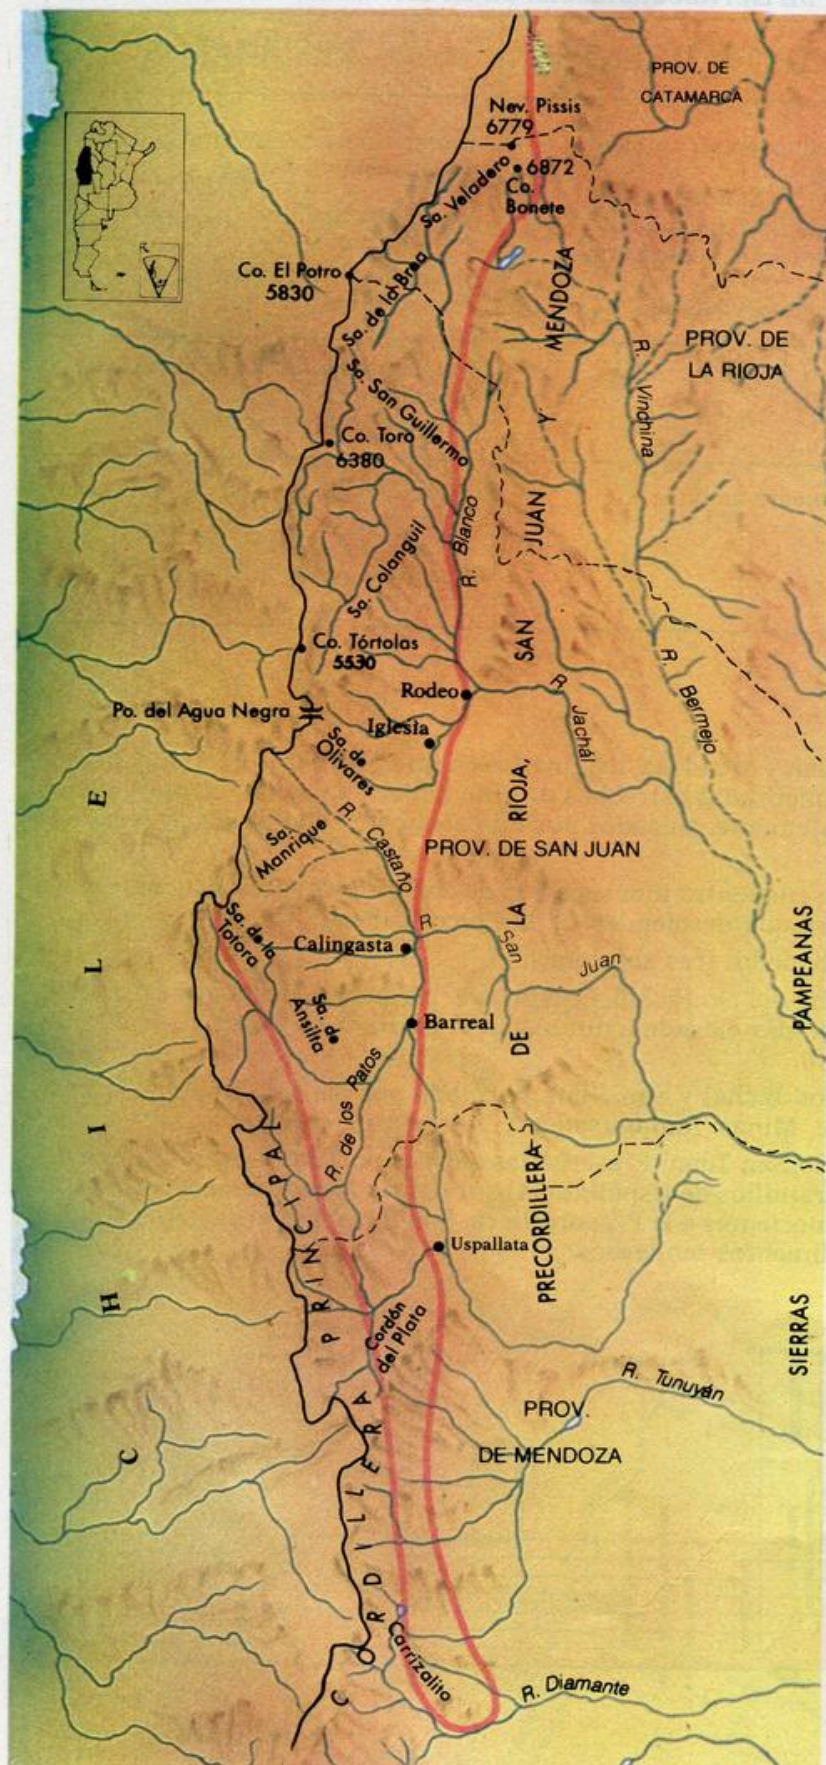 PROV. DE
CATAMARCA
Nev. Pissis
6779
6872
Co.
Bonete
Sa. Veladero
Co. El Potro
5830
Sa. de la Brea
PROV. DE
LA RIOJA
R. Vinchina
Sa. San Guillermo
Co. Toro
6380
R. Blanco
Sa. Colanguil
Co. Tórtolas
5530
Rodeo
R. Jachál
R. Bermejo
Po. del Agua Negra
Iglesia
Sa. de
Olivares
R. Castaño
Sa.
Manrique
PROV. DE SAN JUAN
Sa. de la
Totora
Calingasta
R. San Juan
Sa. de
Ansilta
Barreal
R. de los Patos
Uspallata
Cordón
del Plata
R. Tunuyán
PROV.
DE MENDOZA
Carrizalito
R. Diamante
CHILE
CORDILLERA PRINCIPAL
PRECORDILLERA DE LA RIOJA, SAN JUAN Y MENDOZA
SIERRAS PAMPEANAS